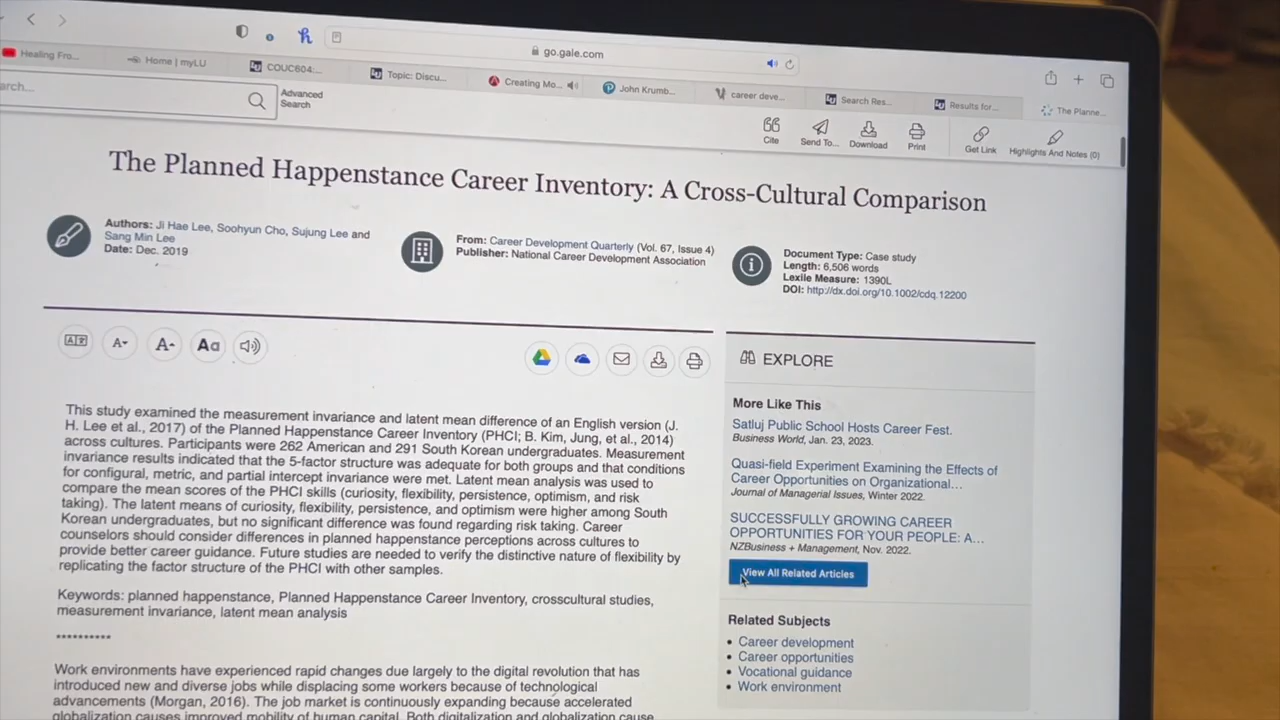 go.gale.com
Healing Fro...
Home | myLU
COUC604:...
Topic: Discu...
Creating Mo...
John Krumb...
career deve...
Search Res...
Results for...
The Planne...
arch...
Advanced
Search
Cite
Send To...
Download
Print
Get Link
Highlights And Notes (0)
The Planned Happenstance Career Inventory: A Cross-Cultural Comparison
Authors: Ji Hae Lee, Soohyun Cho, Sujung Lee and
Sang Min Lee
Date: Dec. 2019
From: Career Development Quarterly (Vol. 67, Issue 4)
Publisher: National Career Development Association
Document Type: Case study
Length: 6,506 words
Lexile Measure: 1390L
DOI: http://dx.doi.org/10.1002/cdq.12200
A
A
Aa
This study examined the measurement invariance and latent mean difference of an English version (J.
H. Lee et al., 2017) of the Planned Happenstance Career Inventory (PHCI; B. Kim, Jung, et al., 2014)
across cultures. Participants were 262 American and 291 South Korean undergraduates. Measurement
invariance results indicated that the 5-factor structure was adequate for both groups and that conditions
for configural, metric, and partial intercept invariance were met. Latent mean analysis was used to
compare the mean scores of the PHCI skills (curiosity, flexibility, persistence, optimism, and risk
taking). The latent means of curiosity, flexibility, persistence, and optimism were higher among South
Korean undergraduates, but no significant difference was found regarding risk taking. Career
counselors should consider differences in planned happenstance perceptions across cultures to
provide better career guidance. Future studies are needed to verify the distinctive nature of flexibility by
replicating the factor structure of the PHCI with other samples.
Keywords: planned happenstance, Planned Happenstance Career Inventory, crosscultural studies,
measurement invariance, latent mean analysis
**********
Work environments have experienced rapid changes due largely to the digital revolution that has
introduced new and diverse jobs while displacing some workers because of technological
advancements (Morgan, 2016). The job market is continuously expanding because accelerated
globalization causes improved mobility of human capital. Both digitalization and globalization cause
EXPLORE
More Like This
Satluj Public School Hosts Career Fest.
Business World, Jan. 23, 2023.
Quasi-field Experiment Examining the Effects of
Career Opportunities on Organizational...
Journal of Managerial Issues, Winter 2022.
SUCCESSFULLY GROWING CAREER
OPPORTUNITIES FOR YOUR PEOPLE: A...
NZBusiness + Management, Nov. 2022.
View All Related Articles
Related Subjects
• Career development
• Career opportunities
• Vocational guidance
• Work environment